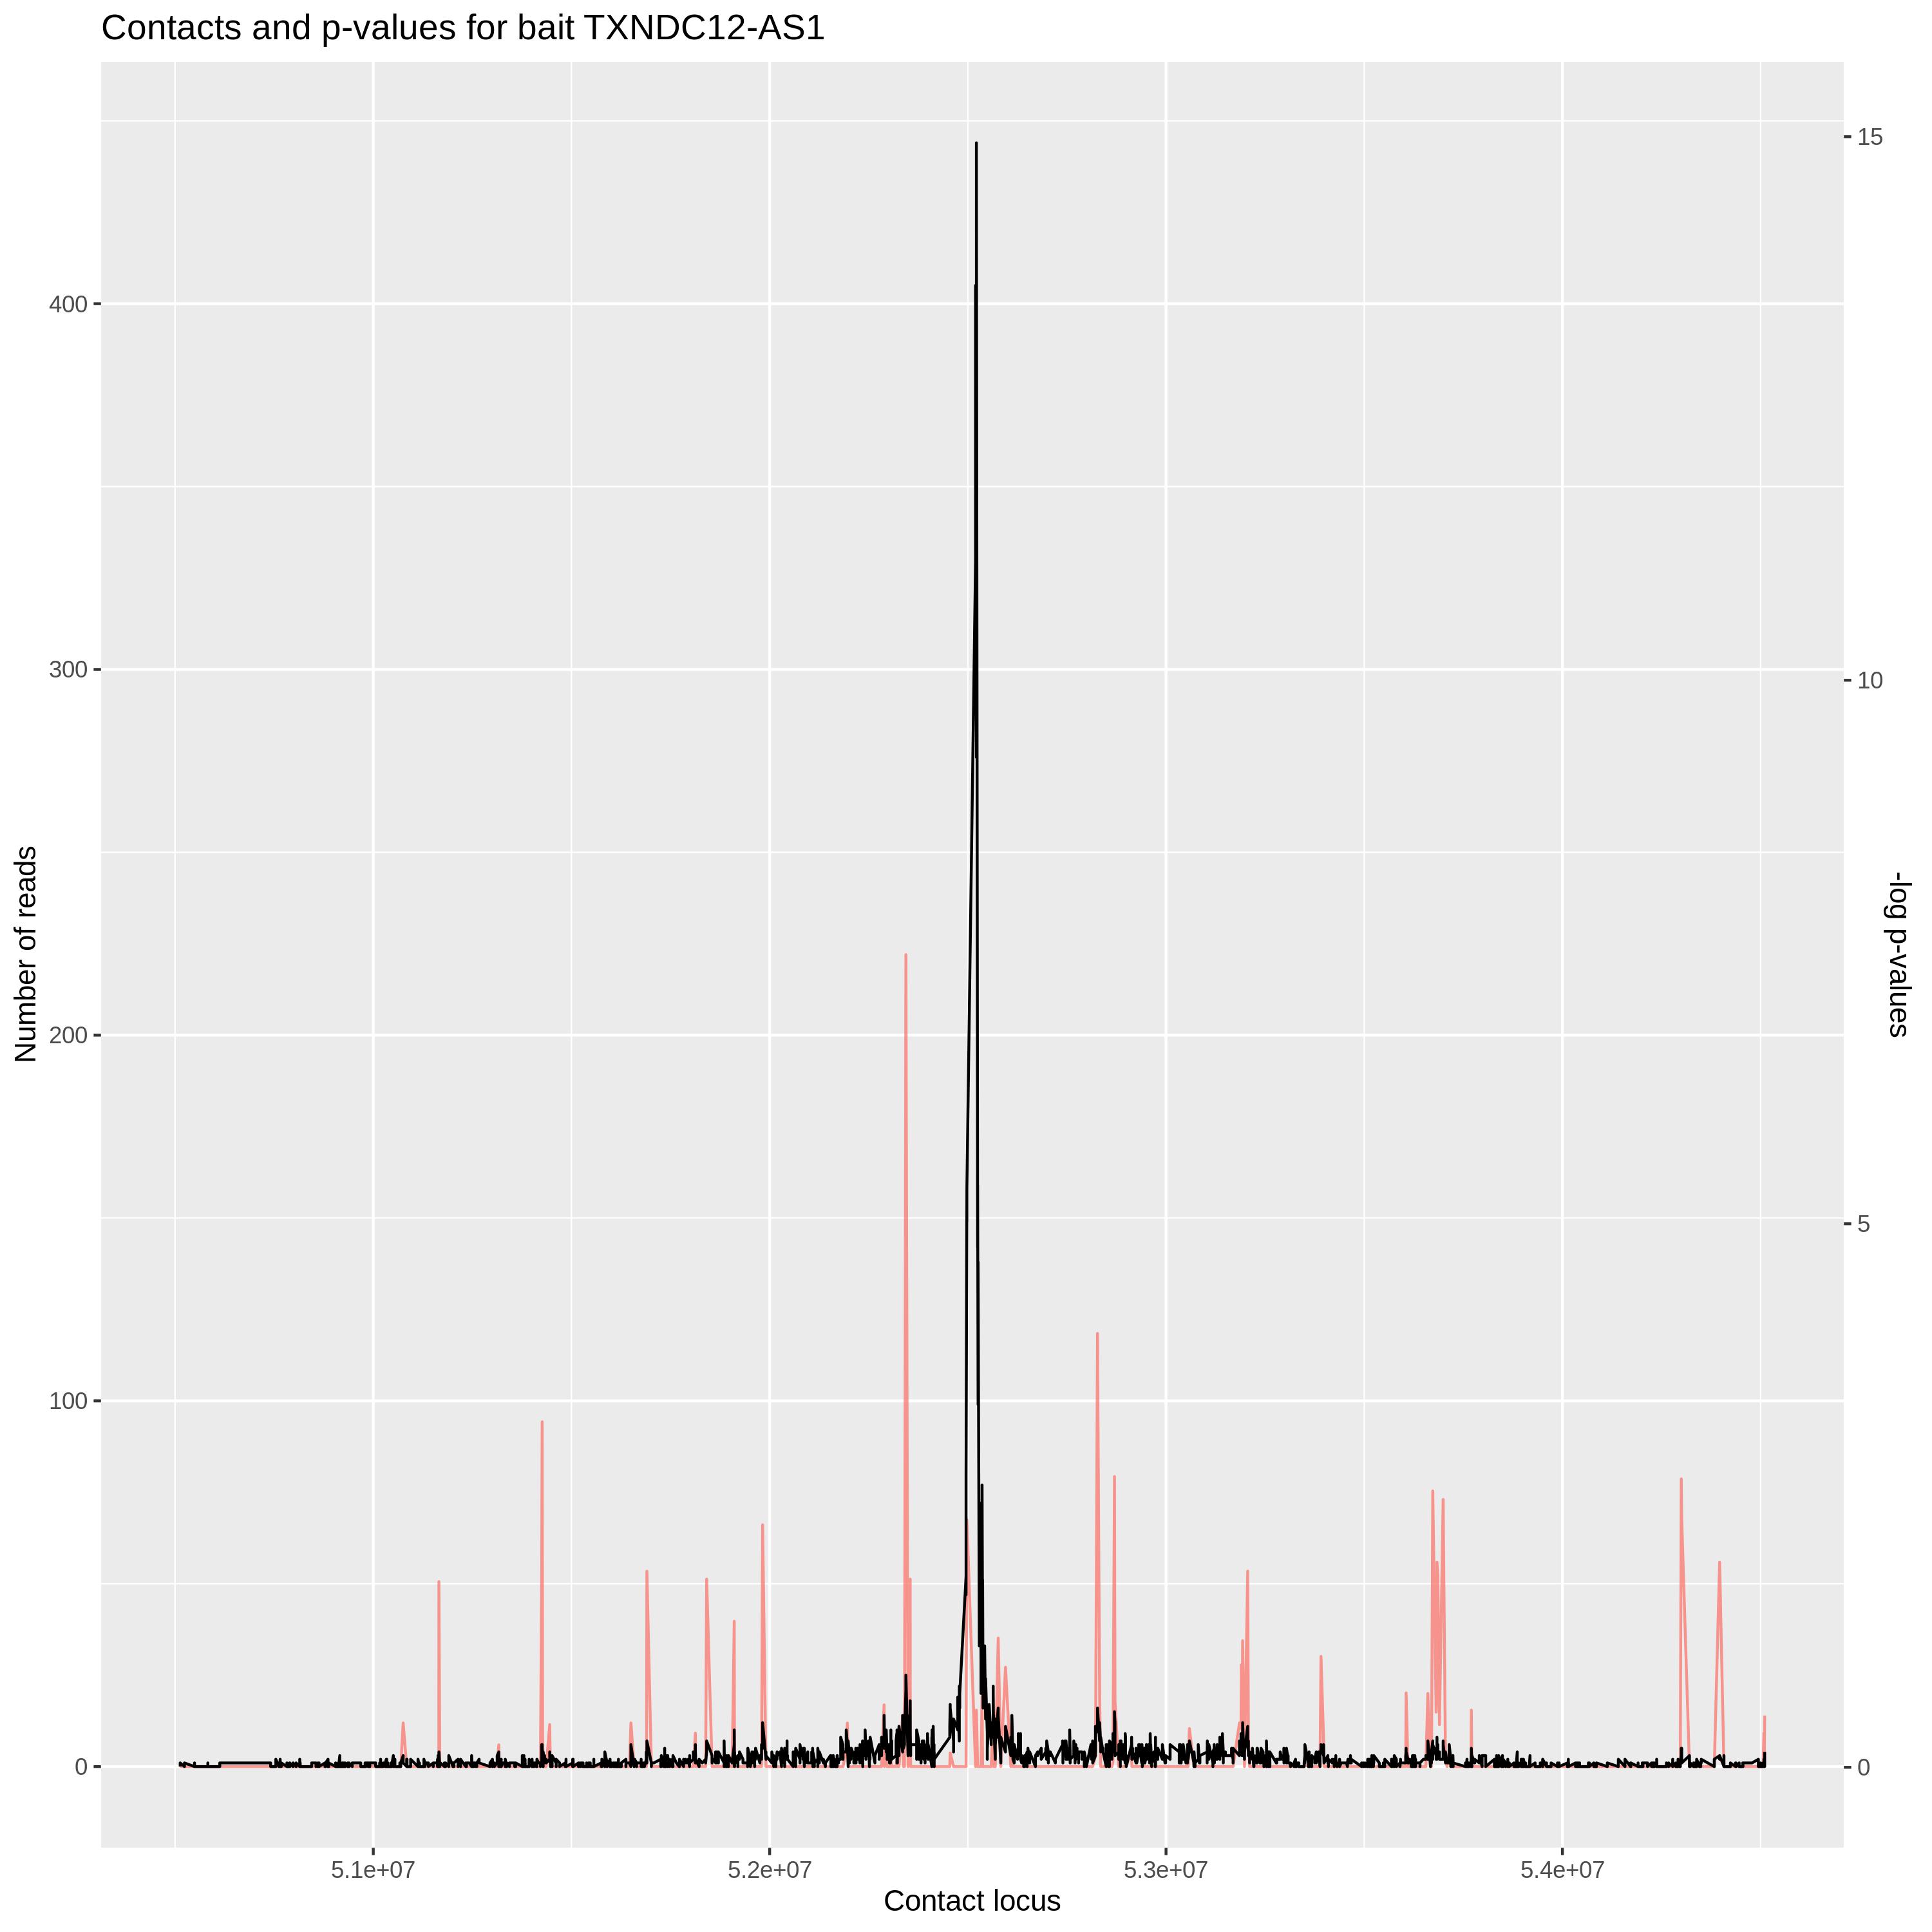 Contacts and p-values for bait TXNDC12-AS1
15
400
300
10
Number of reads
-log p-values
200
5
100
0
0
5.1e+07
5.2e+07
5.3e+07
5.4e+07
Contact locus